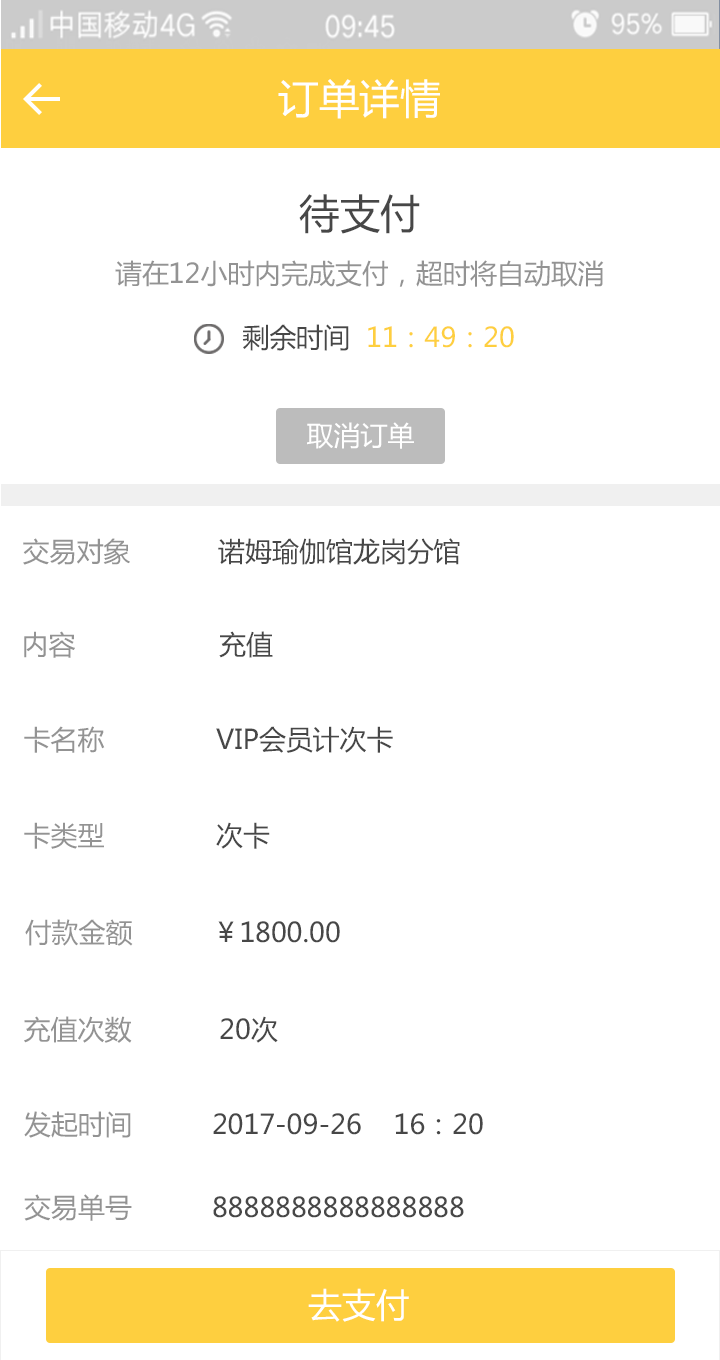 中国移动4G 09:45 95%
订单详情
待支付
请在12小时内完成支付，超时将自动取消
剩余时间 11：49：20
取消订单
交易对象 诺姆瑜伽馆龙岗分馆
内容 充值
卡名称 VIP会员计次卡
卡类型 次卡
付款金额 ¥1800.00
充值次数 20次
发起时间 2017-09-26 16：20
交易单号 8888888888888888
去支付